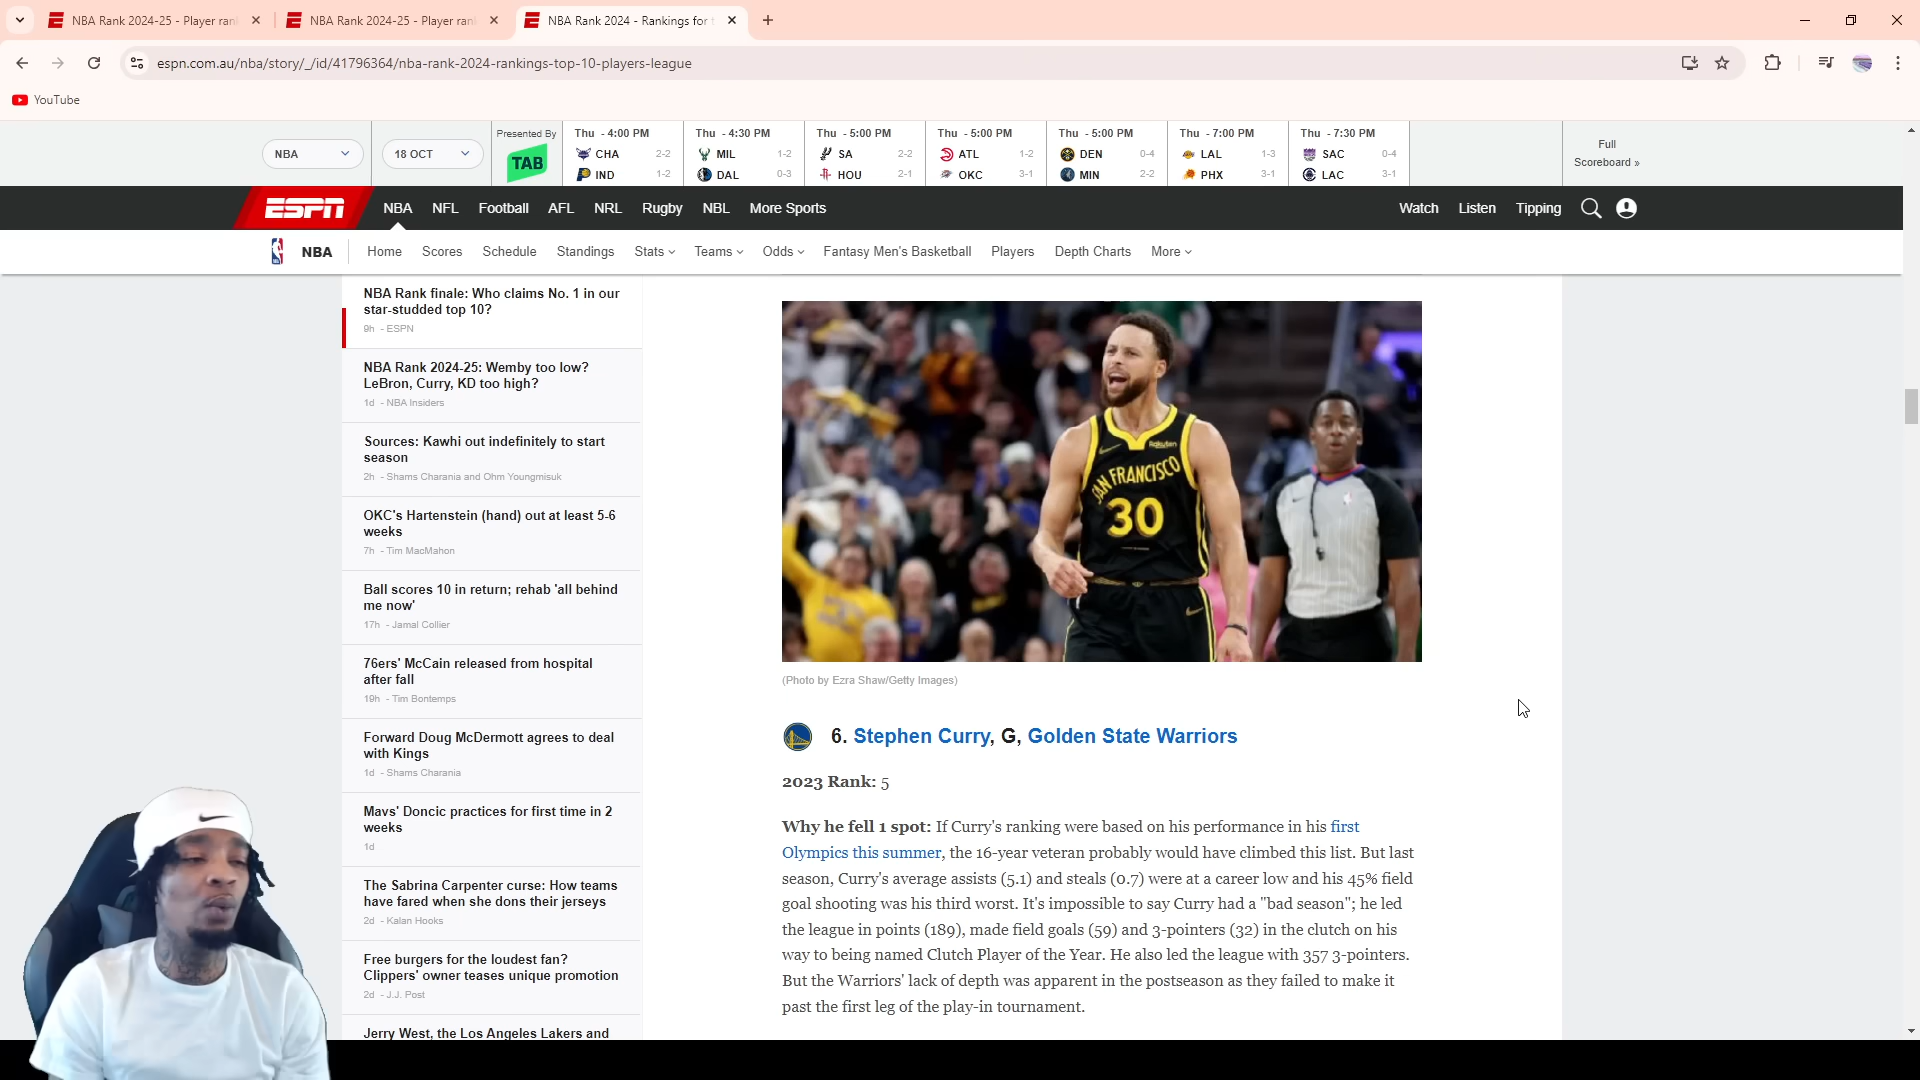 NBA Rank 2024-25 - Player ran
NBA Rank 2024-25 - Player ran
NBA Rank 2024 - Rankings for t
espn.com.au/nba/story/_/id/41796364/nba-rank-2024-rankings-top-10-players-league
YouTube
NBA
18 OCT
Presented By
TAB
Thu - 4:00 PM
CHA 2-2
IND 1-2
Thu - 4:30 PM
MIL 1-2
DAL 0-3
Thu - 5:00 PM
SA 2-2
HOU 2-1
Thu - 5:00 PM
ATL 1-2
OKC 3-1
Thu - 5:00 PM
DEN 0-4
MIN 2-2
Thu - 7:00 PM
LAL 1-3
PHX 3-1
Thu - 7:30 PM
SAC 0-4
LAC 3-1
Full
Scoreboard »
ESPN NBA NFL Football AFL NRL Rugby NBL More Sports Watch Listen Tipping
NBA Home Scores Schedule Standings Stats Teams Odds Fantasy Men's Basketball Players Depth Charts More
NBA Rank finale: Who claims No. 1 in our
star-studded top 10?
9h - ESPN
NBA Rank 2024-25: Wemby too low?
LeBron, Curry, KD too high?
1d - NBA Insiders
Sources: Kawhi out indefinitely to start
season
2h - Shams Charania and Ohm Youngmisuk
OKC's Hartenstein (hand) out at least 5-6
weeks
7h - Tim MacMahon
Ball scores 10 in return; rehab 'all behind
me now'
17h - Jamal Collier
76ers' McCain released from hospital
after fall
19h - Tim Bontemps
Forward Doug McDermott agrees to deal
with Kings
1d - Shams Charania
Mavs' Doncic practices for first time in 2
weeks
1d
The Sabrina Carpenter curse: How teams
have fared when she dons their jerseys
2d - Kalan Hooks
Free burgers for the loudest fan?
Clippers' owner teases unique promotion
2d - J.J. Post
Jerry West, the Los Angeles Lakers and
Rakuten
SAN FRANCISCO
30
(Photo by Ezra Shaw/Getty Images)
6. Stephen Curry, G, Golden State Warriors
2023 Rank: 5
Why he fell 1 spot: If Curry's ranking were based on his performance in his first
Olympics this summer, the 16-year veteran probably would have climbed this list. But last
season, Curry's average assists (5.1) and steals (0.7) were at a career low and his 45% field
goal shooting was his third worst. It's impossible to say Curry had a "bad season"; he led
the league in points (189), made field goals (59) and 3-pointers (32) in the clutch on his
way to being named Clutch Player of the Year. He also led the league with 357 3-pointers.
But the Warriors' lack of depth was apparent in the postseason as they failed to make it
past the first leg of the play-in tournament.